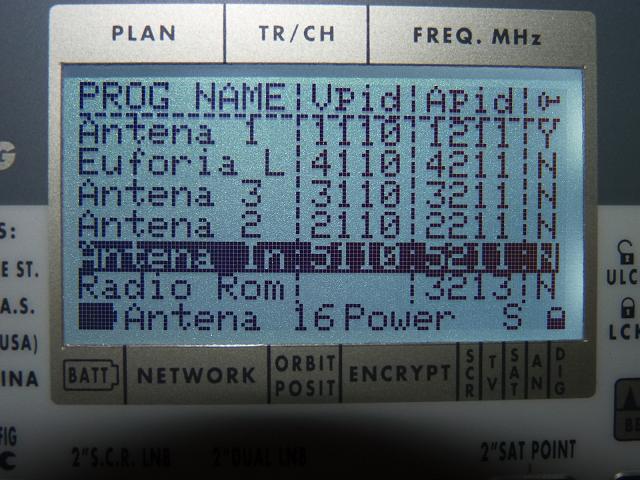 PLAN TR/CH FREQ. MHz
PROG NAME Vpid Apid
Antena 1 1110 1211 Y
Euforia L 4110 4211 N
Antena 3 3110 3211 N
Antena 2 2110 2211 N
Antena In 5110 5211 N
Radio Rom 3213 N
Antena 16 Power S
BATT NETWORK ORBIT POSIT ENCRYPT SCR TV SAT AN DIG
G
S:
E ST.
A.S.
USA)
INA
FIG
C
ULC
LCK
BE
2"S.C.R. LNB 2"DUAL LNB 2"SAT POINT